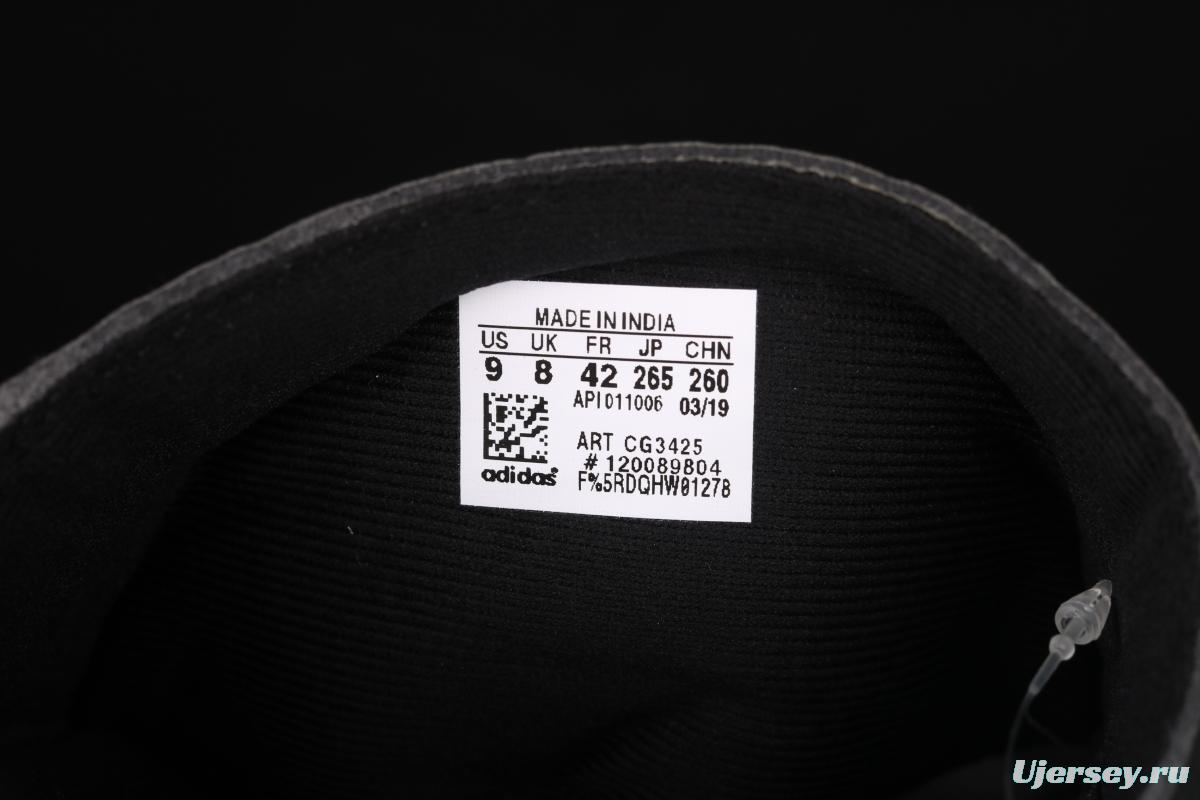 MADE IN INDIA
US UK FR JP CHN
9 8 42 265 260
API011006 03/19
ART CG3425
# 120089804
adidas F%5RDQHW01278
Ujersey.ru